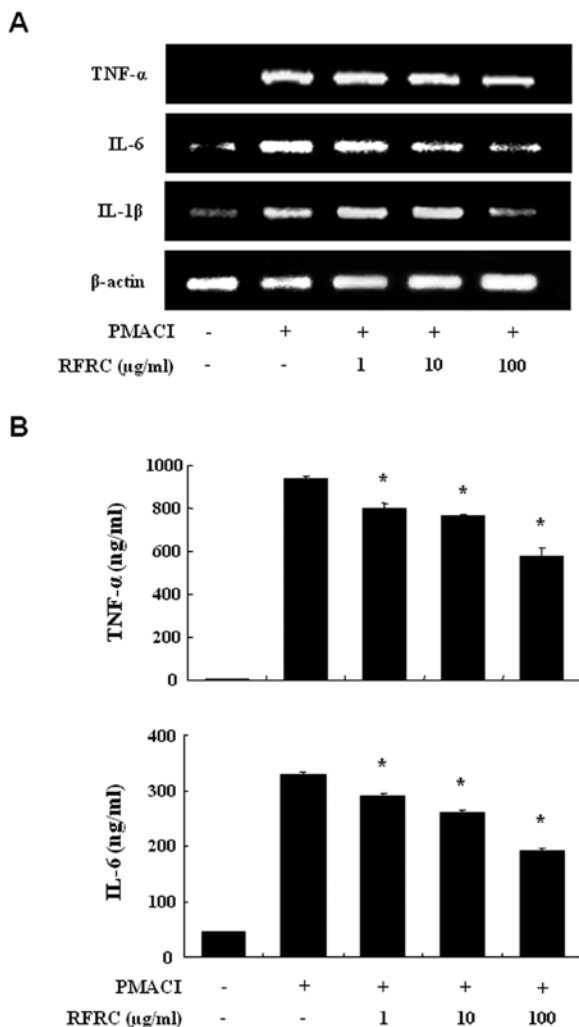 A
TNF-α
IL-6
IL-1β
β-actin
PMACI - + + + +
RFRC (μg/ml) - - 1 10 100
B
1000
800
600
400
200
0
TNF-α (ng/ml)
* * *
400
300
200
100
0
IL-6 (ng/ml)
* * *
PMACI - + + + +
RFRC (μg/ml) - - 1 10 100